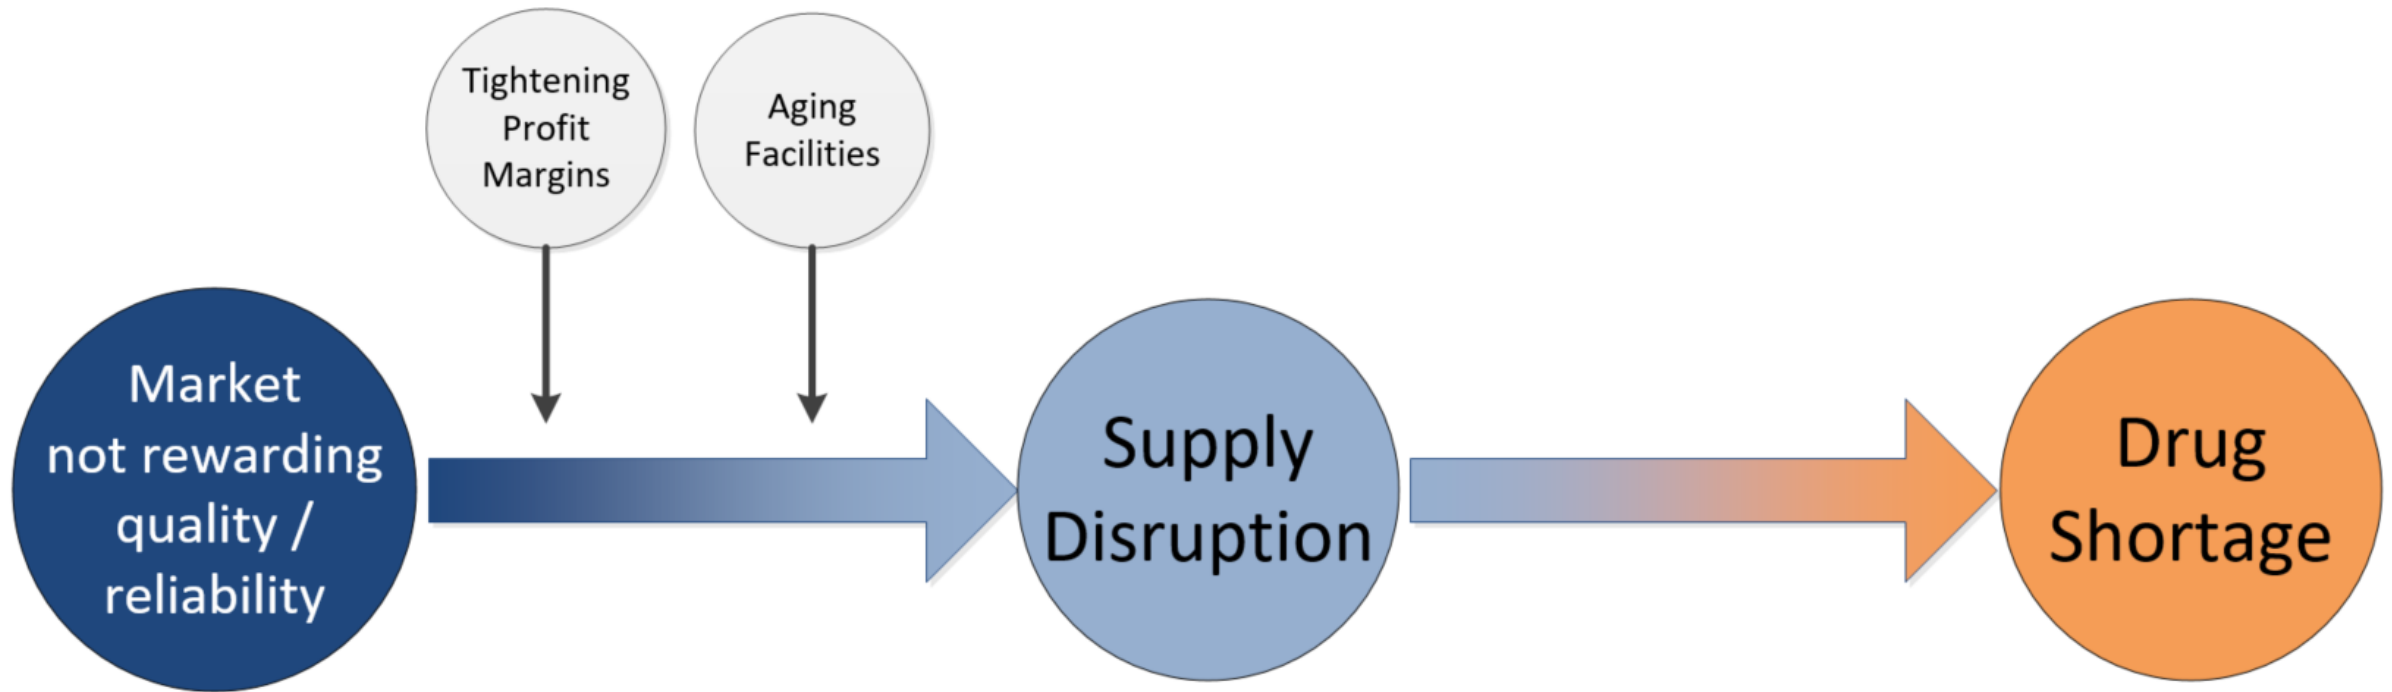 Tightening
Profit
Margins
Aging
Facilities
Market
not rewarding
quality /
reliability
Supply
Disruption
Drug
Shortage